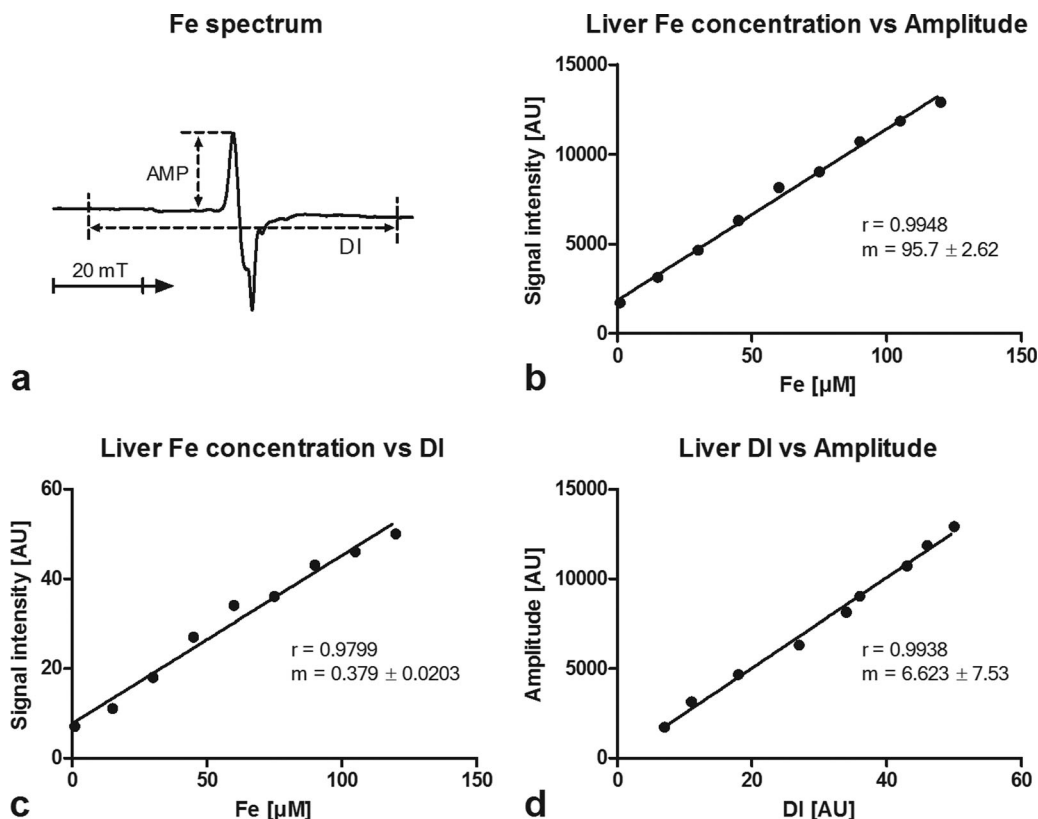 Fe spectrum
AMP
DI
20 mT
a
Liver Fe concentration vs Amplitude
Signal intensity [AU]
15000
10000
5000
0
r = 0.9948
m = 95.7 ± 2.62
0 50 100 150
Fe [µM]
b
Liver Fe concentration vs DI
Signal intensity [AU]
60
40
20
0
r = 0.9799
m = 0.379 ± 0.0203
0 50 100 150
Fe [µM]
c
Liver DI vs Amplitude
Amplitude [AU]
15000
10000
5000
0
r = 0.9938
m = 6.623 ± 7.53
0 20 40 60
DI [AU]
d